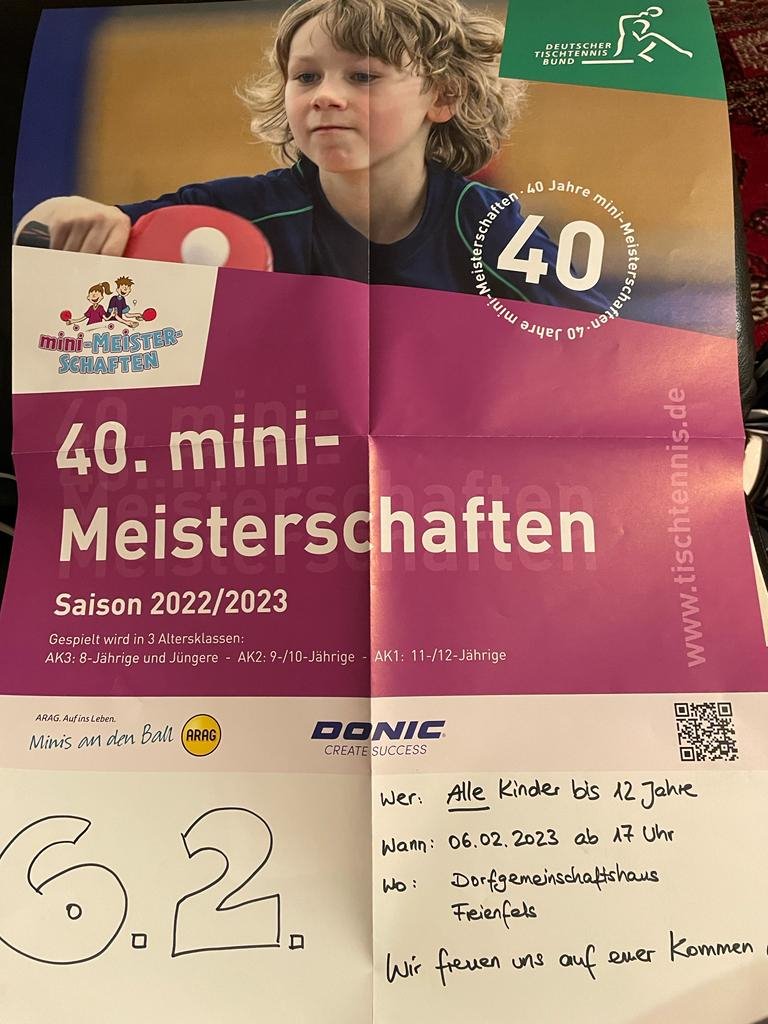 DEUTSCHER
TISCHTENNIS
BUND
40 Jahre mini-Meisterschaften · 40 Jahre mini-Meisterschaften ·
40
mini-MEISTER-
SCHAFTEN
40. mini-
Meisterschaften
Saison 2022/2023
Gespielt wird in 3 Altersklassen:
AK3: 8-Jährige und Jüngere - AK2: 9-/10-Jährige - AK1: 11-/12-Jährige
www.tischtennis.de
ARAG. Auf ins Leben.
Minis an den Ball
ARAG
DONIC
CREATE SUCCESS
6.2.
Wer: Alle Kinder bis 12 Jahre
Wann: 06.02.2023 ab 17 Uhr
Wo: Dorfgemeinschaftshaus
Freienfels
Wir freuen uns auf euer Kommen